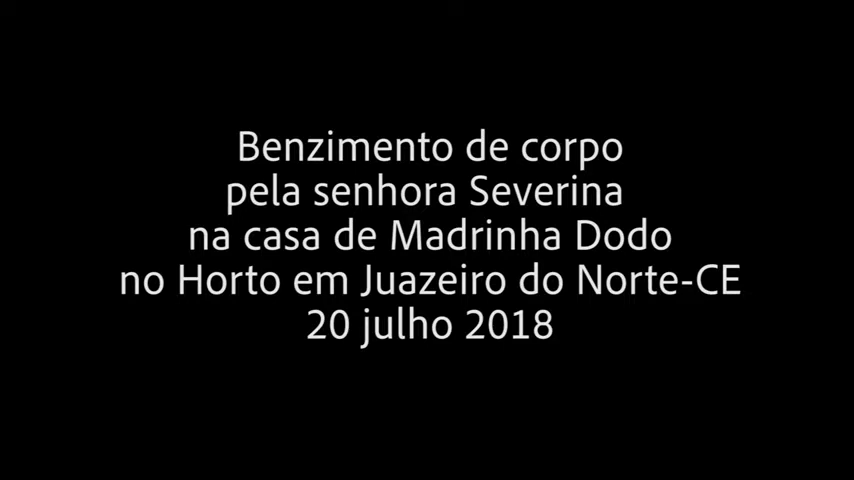 Benzimento de corpo
pela senhora Severina
na casa de Madrinha Dodo
no Horto em Juazeiro do Norte-CE
20 julho 2018